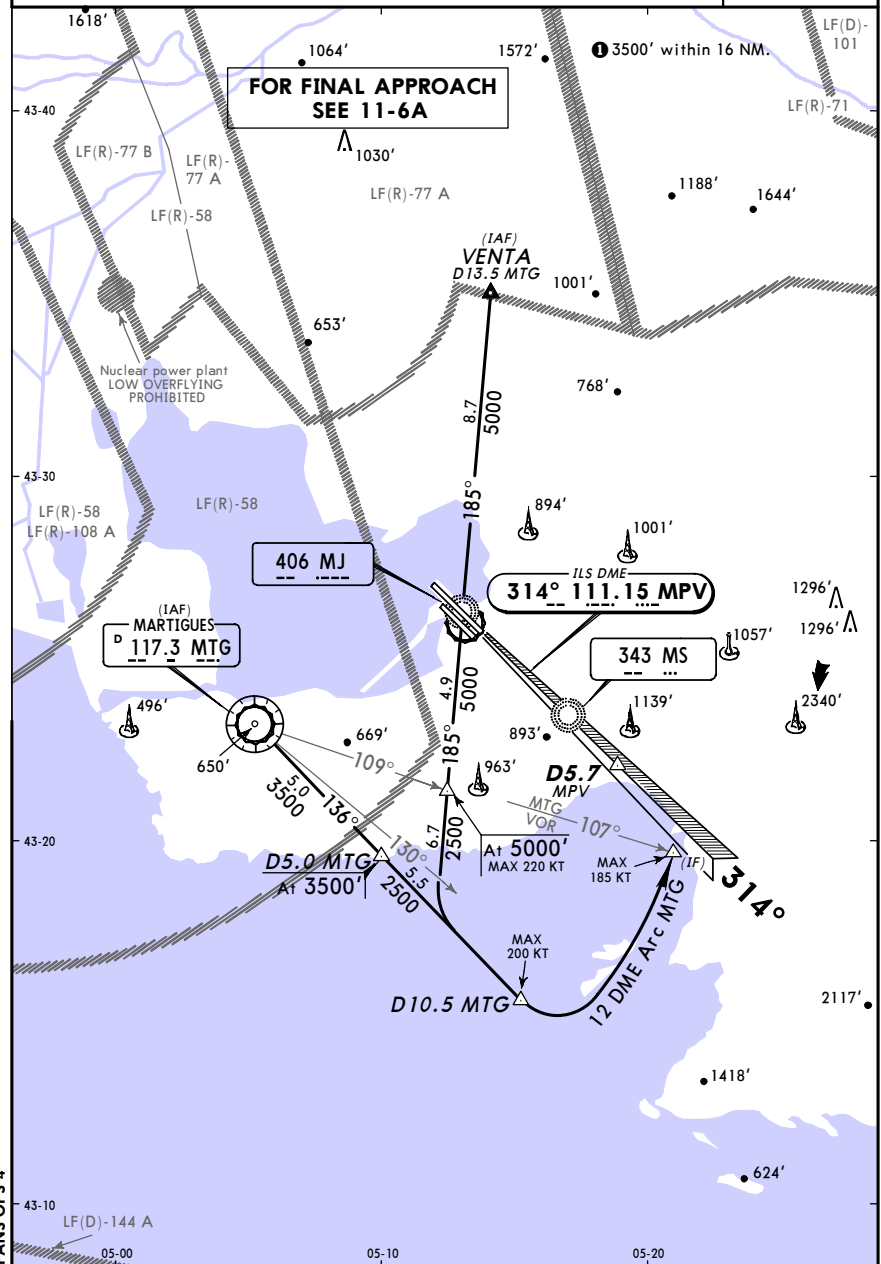 1618'
1064'
1572'
1 3500' within 16 NM.
LF(D)-
101
FOR FINAL APPROACH
SEE 11-6A
43-40
LF(R)-71
LF(R)-77 B
LF(R)-
77 A
1030'
LF(R)-77 A
1188'
1644'
LF(R)-58
(IAF)
VENTA
D13.5 MTG
1001'
653'
Nuclear power plant
LOW OVERFLYING
PROHIBITED
768'
8.7
5000
43-30
185°
LF(R)-58
LF(R)-108 A
LF(R)-58
894'
1001'
406 MJ
ILS DME
314° 111.15 MPV
1296'
1296'
(IAF)
MARTIGUES
D 117.3 MTG
1057'
343 MS
4.9
5000
496'
1139'
2340'
669'
893'
650'
109°
185°
963'
D5.7
MPV
5.0
3500
136°
MTG
VOR
107°
43-20
130°
6.7
2500
At 5000'
MAX 220 KT
MAX
185 KT
(IF)
314°
D5.0 MTG
At 3500'
5.5
2500
MAX
200 KT
12 DME Arc MTG
D10.5 MTG
2117'
1418'
624'
43-10
PANS OPS 4
LF(D)-144 A
05-00
05-10
05-20